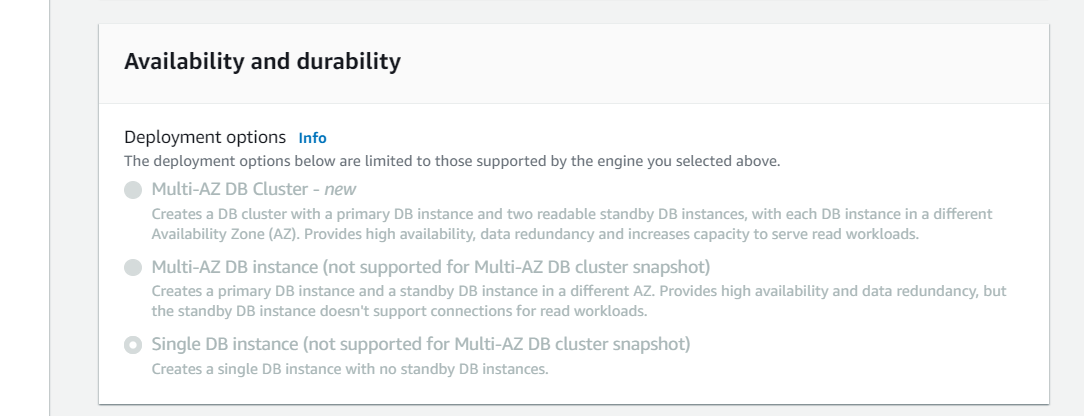 Availability and durability
Deployment options Info
The deployment options below are limited to those supported by the engine you selected above.
Multi-AZ DB Cluster - new
Creates a DB cluster with a primary DB instance and two readable standby DB instances, with each DB instance in a different
Availability Zone (AZ). Provides high availability, data redundancy and increases capacity to serve read workloads.
Multi-AZ DB instance (not supported for Multi-AZ DB cluster snapshot)
Creates a primary DB instance and a standby DB instance in a different AZ. Provides high availability and data redundancy, but
the standby DB instance doesn't support connections for read workloads.
Single DB instance (not supported for Multi-AZ DB cluster snapshot)
Creates a single DB instance with no standby DB instances.